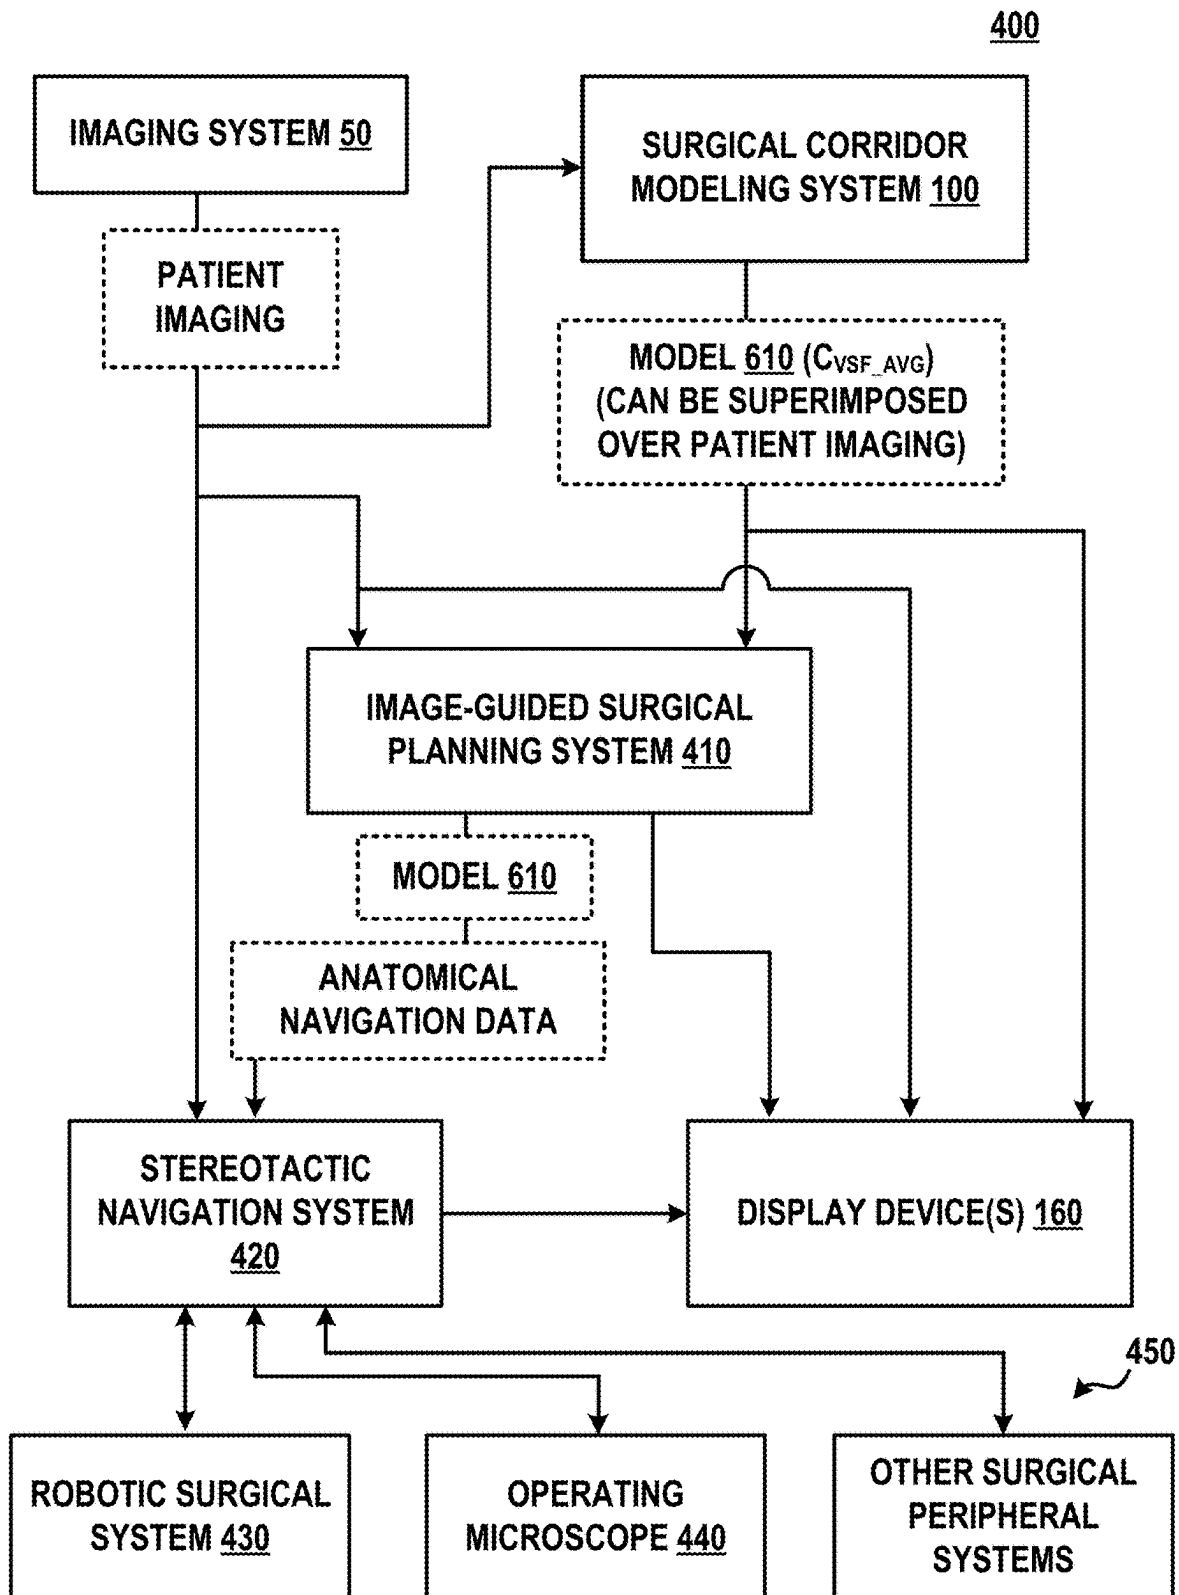 400
IMAGING SYSTEM 50
SURGICAL CORRIDOR
MODELING SYSTEM 100
PATIENT
IMAGING
MODEL 610 (CVSF_AVG)
(CAN BE SUPERIMPOSED
OVER PATIENT IMAGING)
IMAGE-GUIDED SURGICAL
PLANNING SYSTEM 410
MODEL 610
ANATOMICAL
NAVIGATION DATA
STEREOTACTIC
NAVIGATION SYSTEM
420
DISPLAY DEVICE(S) 160
450
ROBOTIC SURGICAL
SYSTEM 430
OPERATING
MICROSCOPE 440
OTHER SURGICAL
PERIPHERAL
SYSTEMS